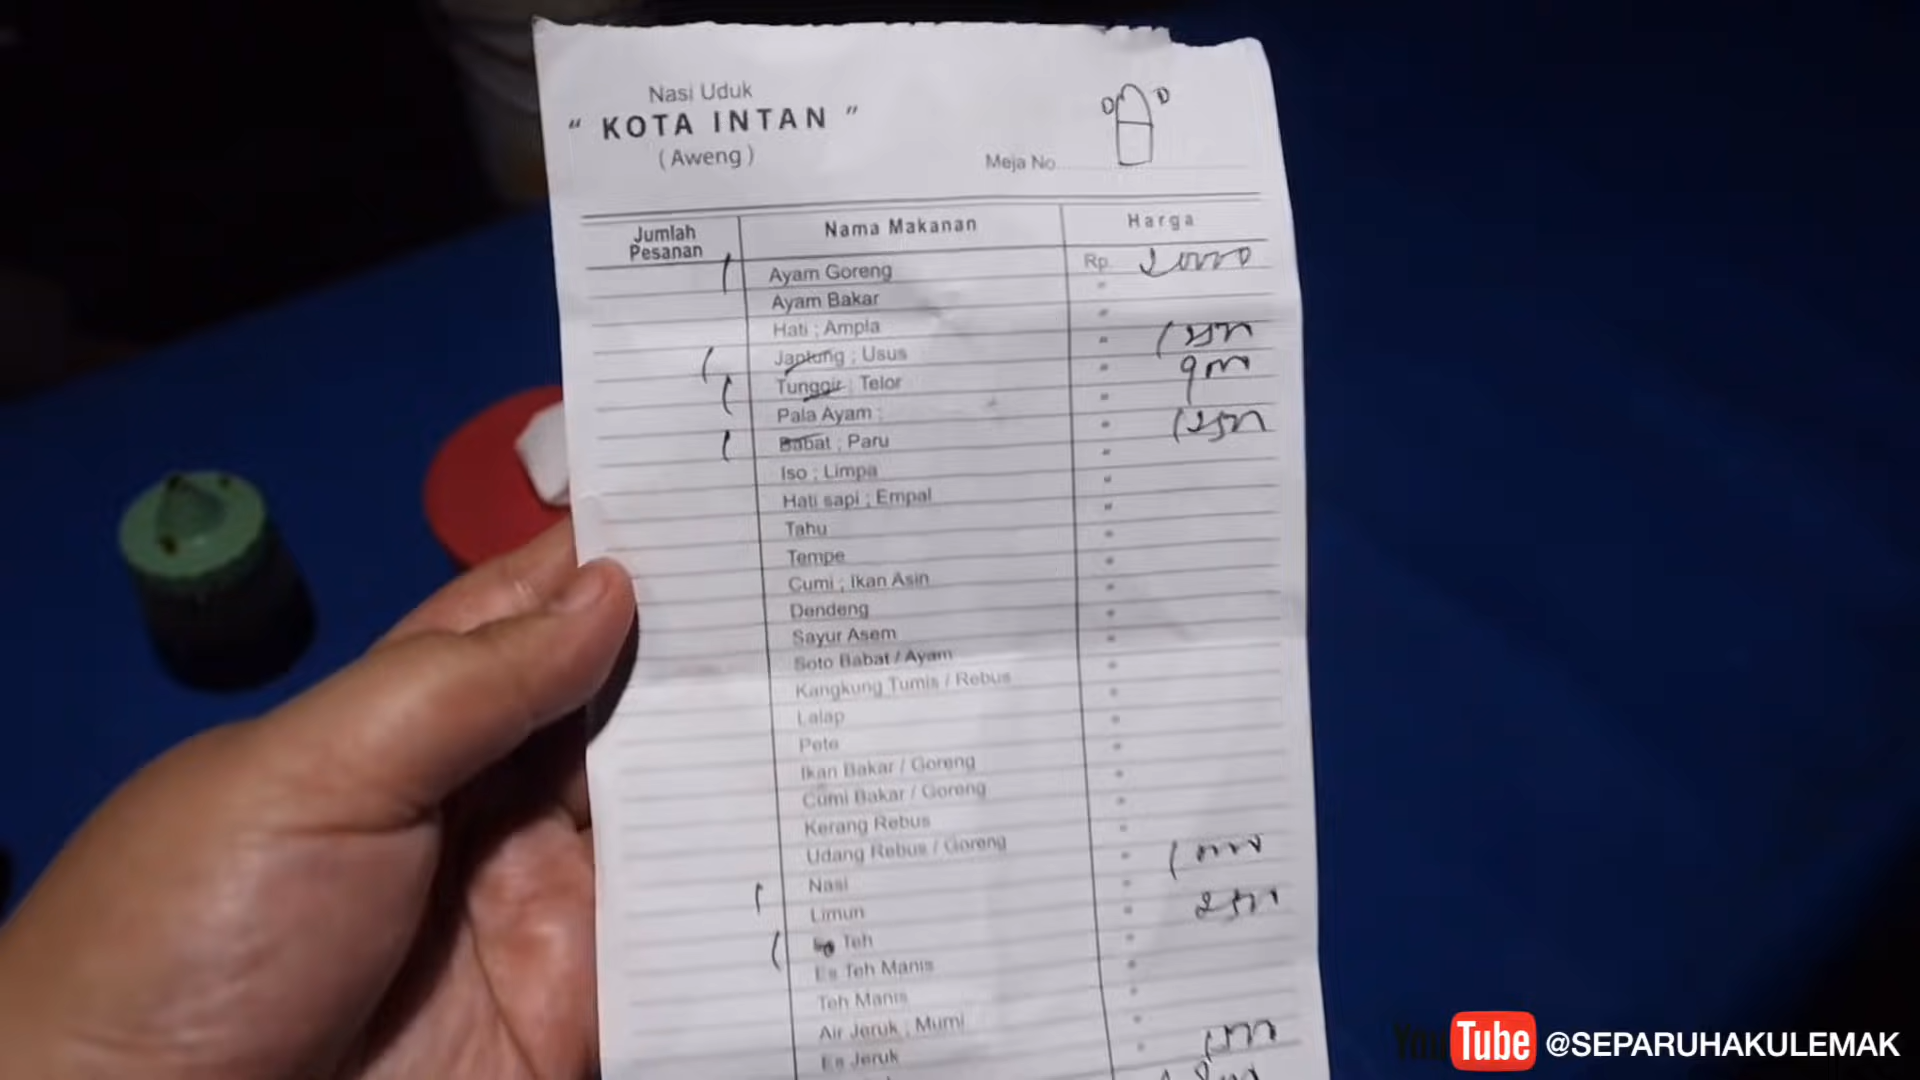 Nasi Uduk
" KOTA INTAN "
( Aweng )
Meja No
Jumlah Pesanan Nama Makanan Harga
Ayam Goreng Rp.
Ayam Bakar "
Hati ; Ampla "
Jantung ; Usus "
Tunggir ; Telor "
Pala Ayam ; "
Babat ; Paru "
Iso ; Limpa "
Hati sapi ; Empal "
Tahu "
Tempe "
Cumi ; Ikan Asin "
Dendeng "
Sayur Asem "
Soto Babat / Ayam "
Kangkung Tumis / Rebus "
Lalap "
Pete "
Ikan Bakar / Goreng "
Cumi Bakar / Goreng "
Kerang Rebus "
Udang Rebus / Goreng "
Nasi "
Limun "
Teh "
Es Teh Manis "
Teh Manis "
Air Jeruk ; Murni "
Es Jeruk "
YouTube @SEPARUHAKULEMAK